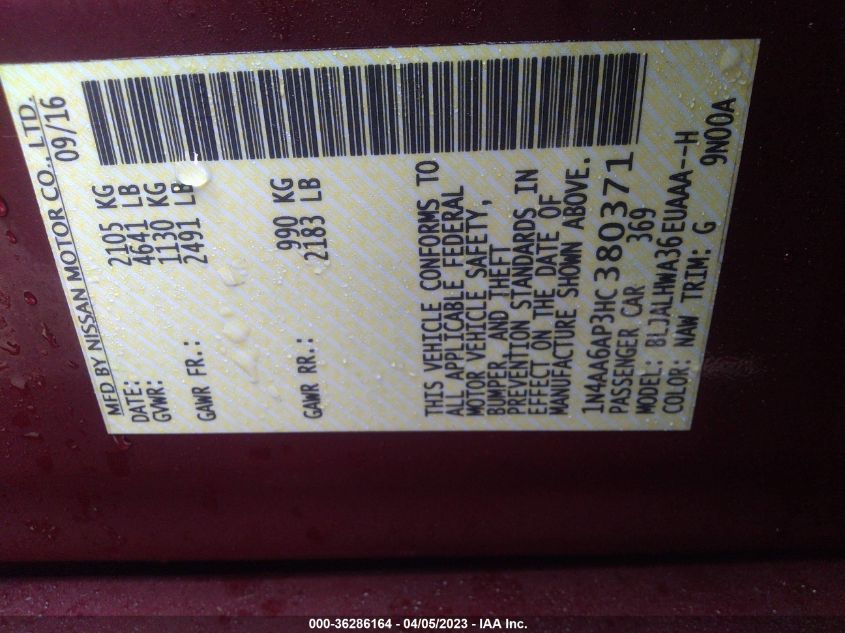 MFD BY NISSAN MOTOR CO., LTD.
DATE: 09/16
GVWR: 2105 KG
4641 LB
GAWR FR.: 1130 KG
2491 LB
GAWR RR.: 990 KG
2183 LB
THIS VEHICLE CONFORMS TO
ALL APPLICABLE FEDERAL
MOTOR VEHICLE SAFETY,
BUMPER, AND THEFT
PREVENTION STANDARDS IN
EFFECT ON THE DATE OF
MANUFACTURE SHOWN ABOVE.
1N4AA6AP3HC380371
PASSENGER CAR 369
MODEL: BLJALHWA36EUAAA--H
COLOR: NAW TRIM: G 9N00A
000-36286164 - 04/05/2023 - IAA Inc.